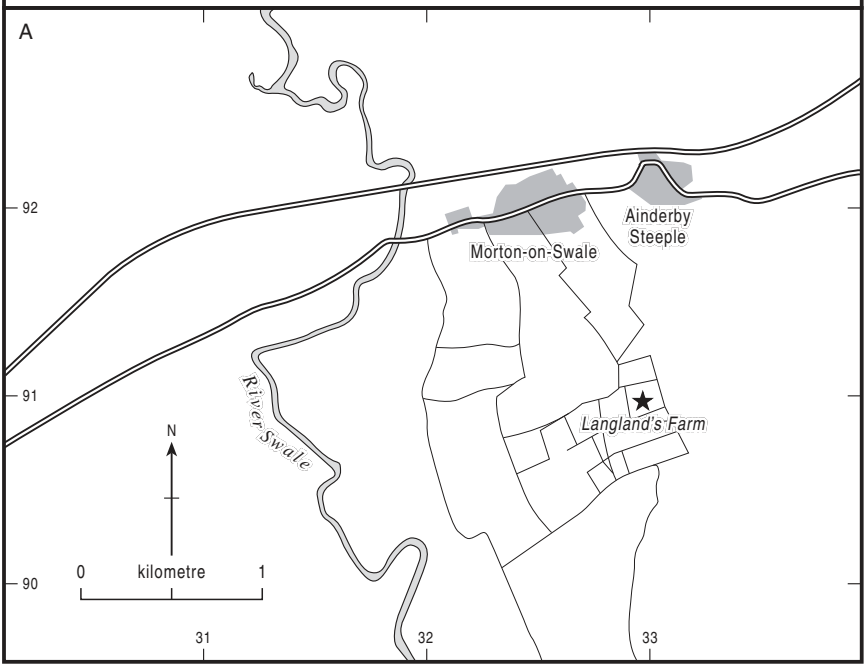 A
92
Ainderby
Steeple
Morton-on-Swale
91
Langland's Farm
River Swale
N
0 kilometre 1
90
31 32 33